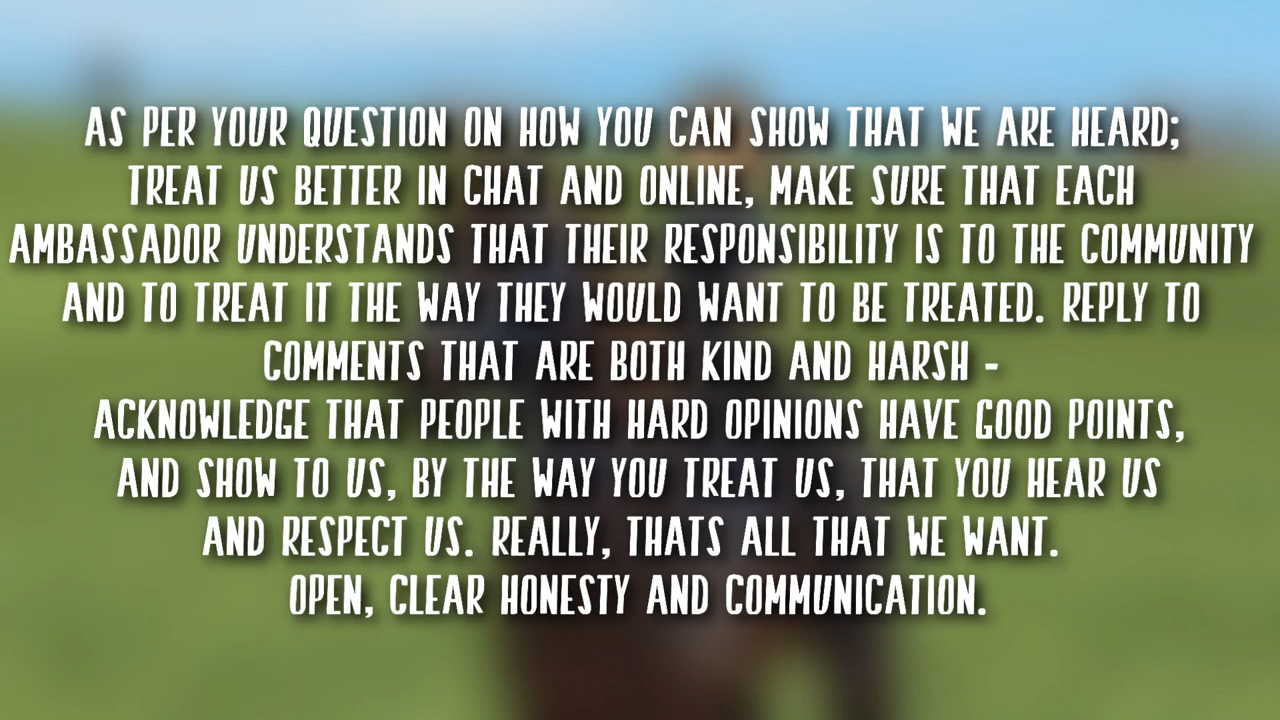 AS PER YOUR QUESTION ON HOW YOU CAN SHOW THAT WE ARE HEARD;
TREAT US BETTER IN CHAT AND ONLINE, MAKE SURE THAT EACH
AMBASSADOR UNDERSTANDS THAT THEIR RESPONSIBILITY IS TO THE COMMUNITY
AND TO TREAT IT THE WAY THEY WOULD WANT TO BE TREATED. REPLY TO
COMMENTS THAT ARE BOTH KIND AND HARSH -
ACKNOWLEDGE THAT PEOPLE WITH HARD OPINIONS HAVE GOOD POINTS,
AND SHOW TO US, BY THE WAY YOU TREAT US, THAT YOU HEAR US
AND RESPECT US. REALLY, THATS ALL THAT WE WANT.
OPEN, CLEAR HONESTY AND COMMUNICATION.